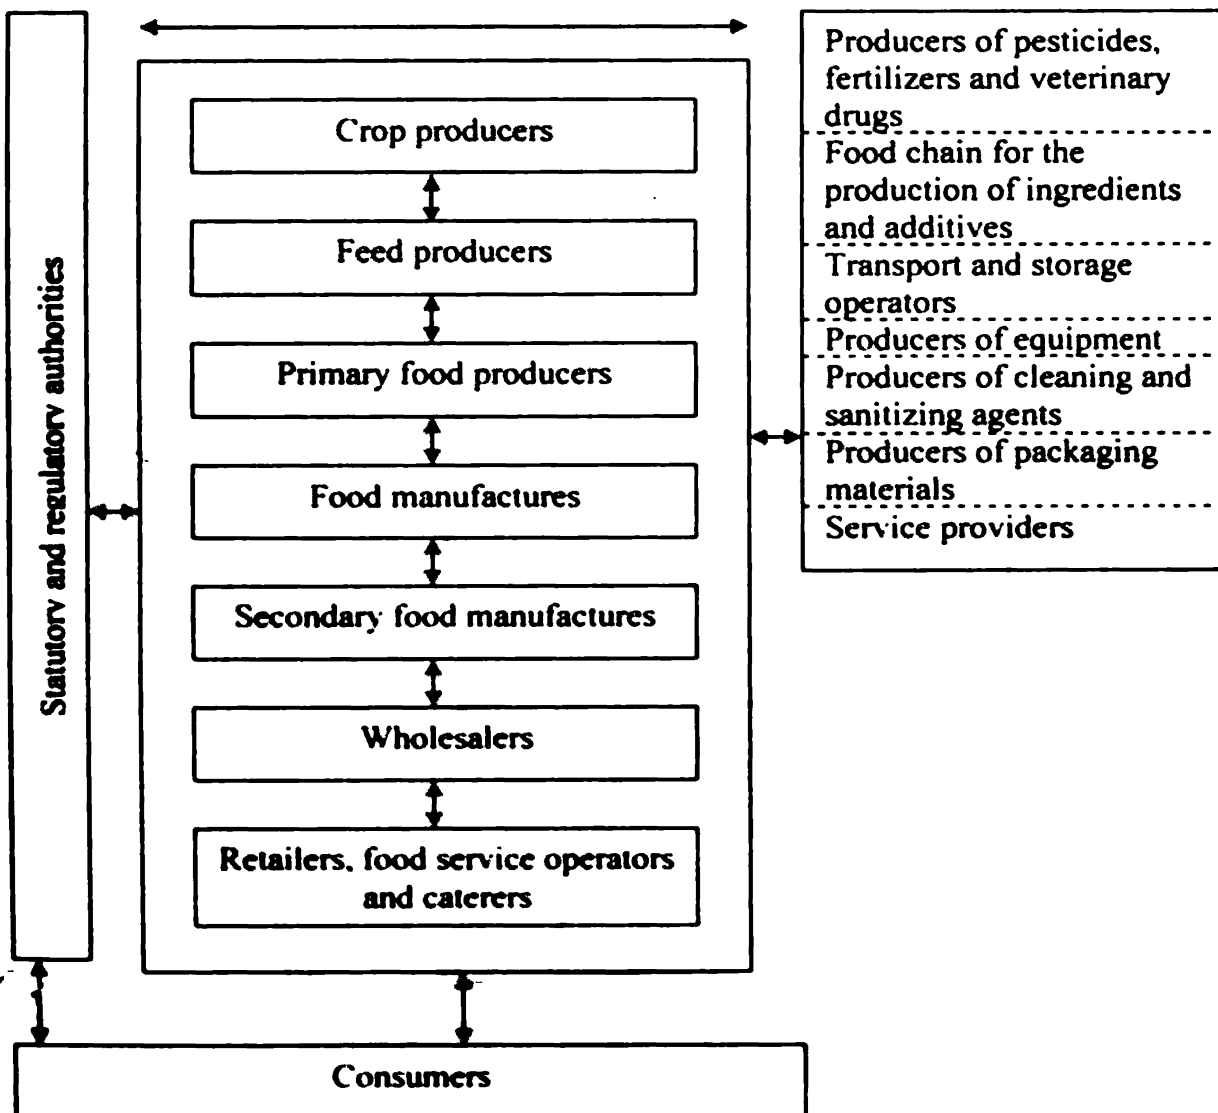 Statutory and regulatory authorities
Crop producers
Feed producers
Primary food producers
Food manufactures
Secondary food manufactures
Wholesalers
Retailers, food service operators
and caterers
Producers of pesticides,
fertilizers and veterinary
drugs
Food chain for the
production of ingredients
and additives
Transport and storage
operators
Producers of equipment
Producers of cleaning and
sanitizing agents
Producers of packaging
materials
Service providers
Consumers